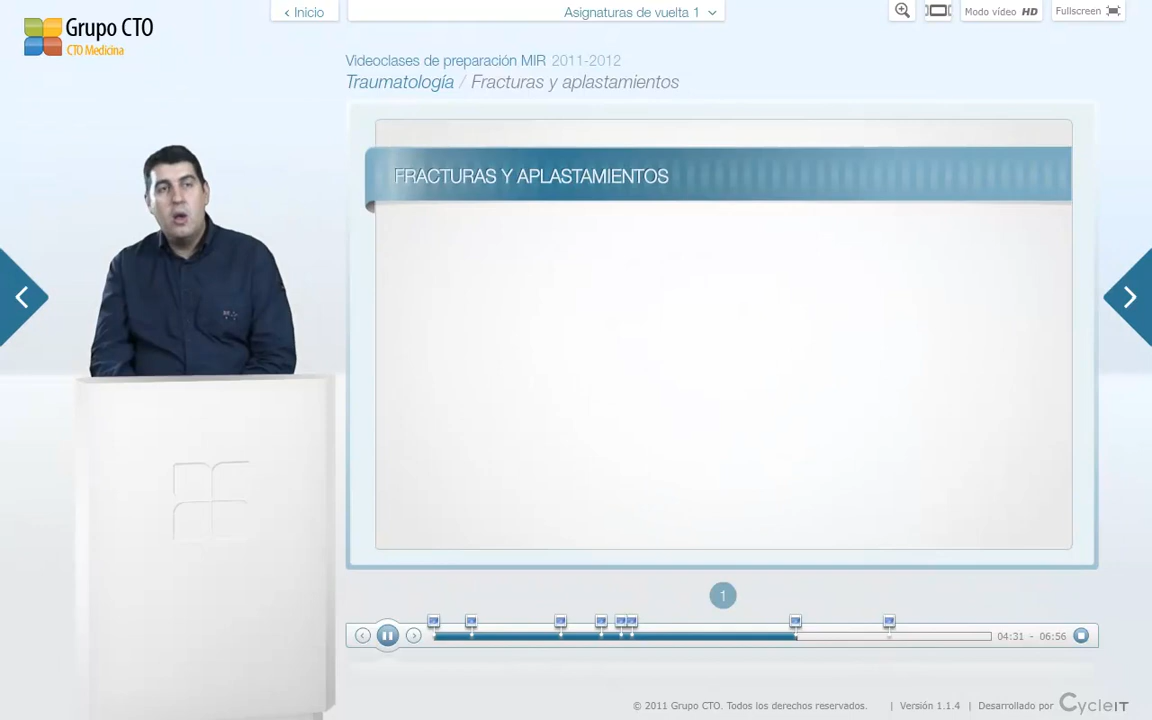 Grupo CTO
CTO Medicina
‹ Inicio
Asignaturas de vuelta 1
Modo vídeo HD
Fullscreen
Videoclases de preparación MIR 2011-2012
Traumatología / Fracturas y aplastamientos
FRACTURAS Y APLASTAMIENTOS
1
04:31 - 06:56
© 2011 Grupo CTO. Todos los derechos reservados. | Versión 1.1.4 | Desarrollado por CycleIT